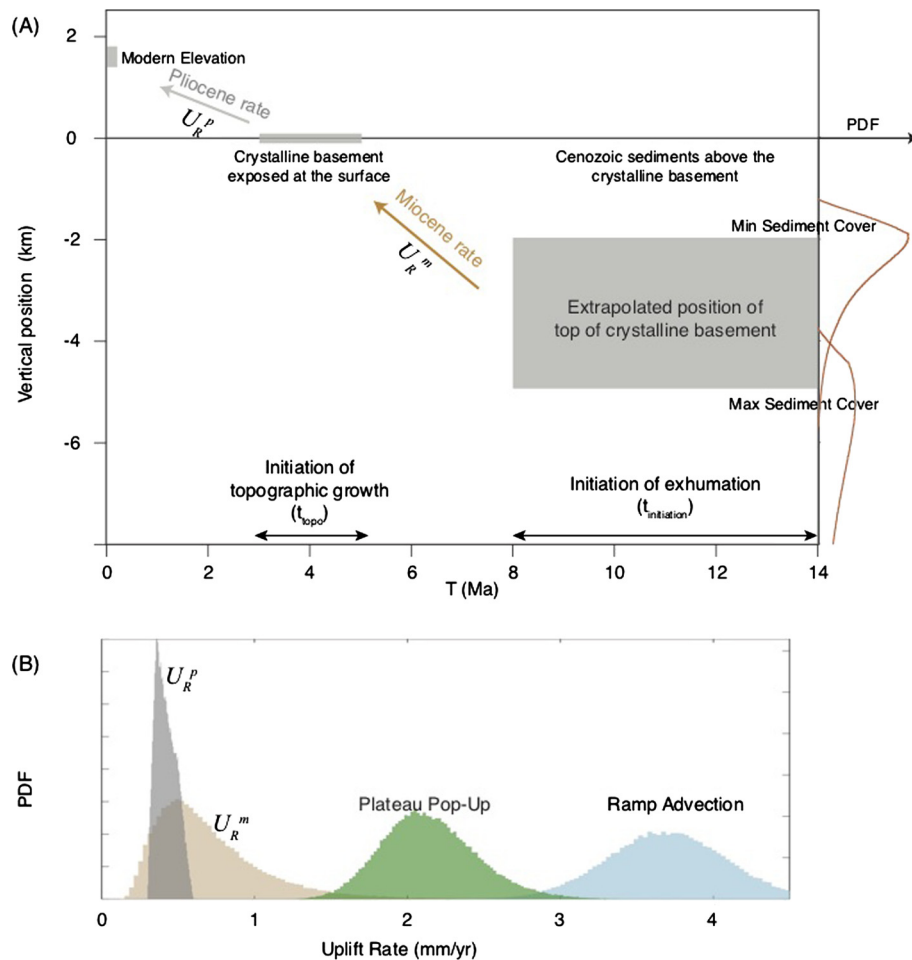 (A)
2
0
-2
-4
-6
Vertical position (km)
Modern Elevation
Pliocene rate
U_R^p
Crystalline basement
exposed at the surface
Cenozoic sediments above the
crystalline basement
PDF
Miocene rate
U_R^m
Min Sediment Cover
Extrapolated position of
top of crystalline basement
Max Sediment Cover
Initiation of
topographic growth
(t_topo)
Initiation of exhumation
(t_initiation)
0 2 4 6 8 10 12 14
T (Ma)
(B)
PDF
U_R^p
U_R^m
Plateau Pop-Up
Ramp Advection
0 1 2 3 4
Uplift Rate (mm/yr)